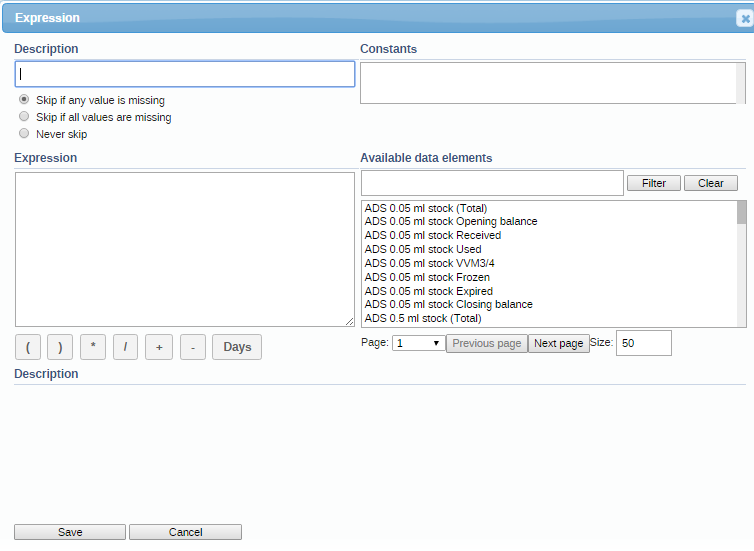 Expression
Description
Constants
Skip if any value is missing
Skip if all values are missing
Never skip
Expression
Available data elements
Filter
Clear
ADS 0.05 ml stock (Total)
ADS 0.05 ml stock Opening balance
ADS 0.05 ml stock Received
ADS 0.05 ml stock Used
ADS 0.05 ml stock VVM3/4
ADS 0.05 ml stock Frozen
ADS 0.05 ml stock Expired
ADS 0.05 ml stock Closing balance
ADS 0.5 ml stock (Total)
( ) * / + - Days
Page: 1 Previous page Next page Size: 50
Description
Save Cancel